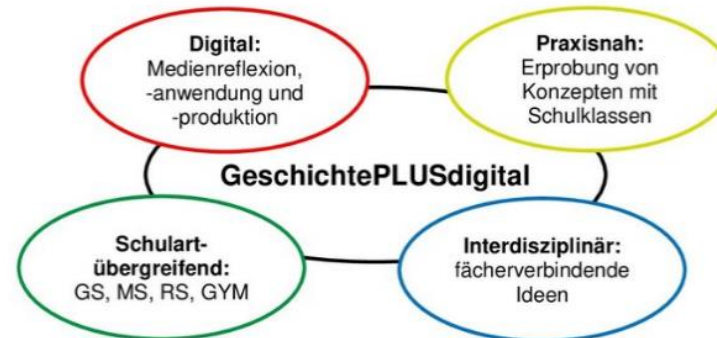 Digital:
Medienreflexion,
-anwendung und
-produktion
Praxisnah:
Erprobung von
Konzepten mit
Schulklassen
GeschichtePLUSdigital
Schulart-
übergreifend:
GS, MS, RS, GYM
Interdisziplinär:
fächerverbindende
Ideen